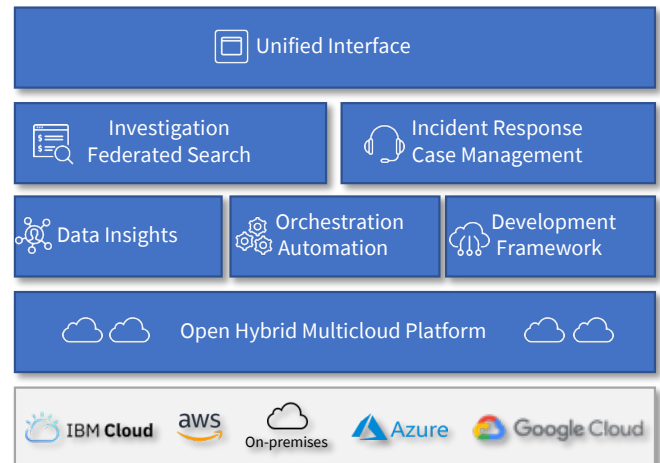 Unified Interface
Investigation
Federated Search
Incident Response
Case Management
Data Insights
Orchestration
Automation
Development
Framework
Open Hybrid Multicloud Platform
IBM Cloud
aws
On-premises
Azure
Google Cloud